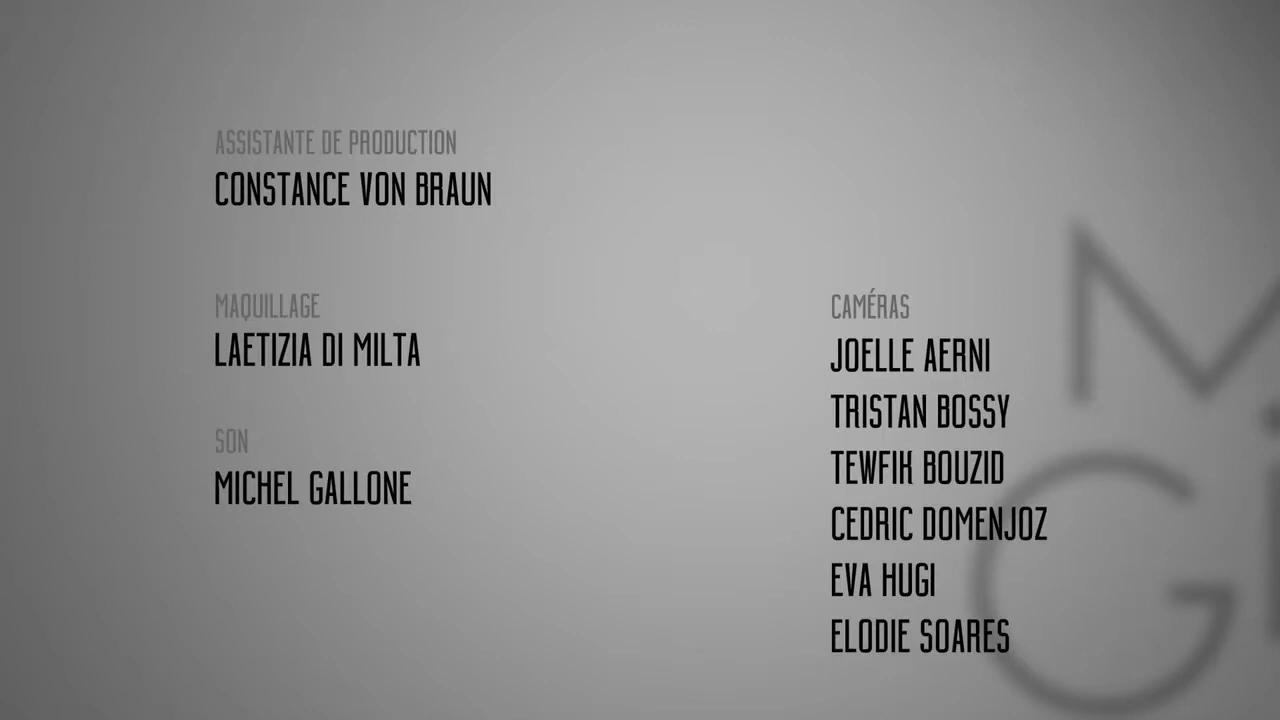 ASSISTANTE DE PRODUCTION
CONSTANCE VON BRAUN
MAQUILLAGE
LAETIZIA DI MILTA
SON
MICHEL GALLONE
CAMÉRAS
JOELLE AERNI
TRISTAN BOSSY
TEWFIK BOUZID
CEDRIC DOMENJOZ
EVA HUGI
ELODIE SOARES